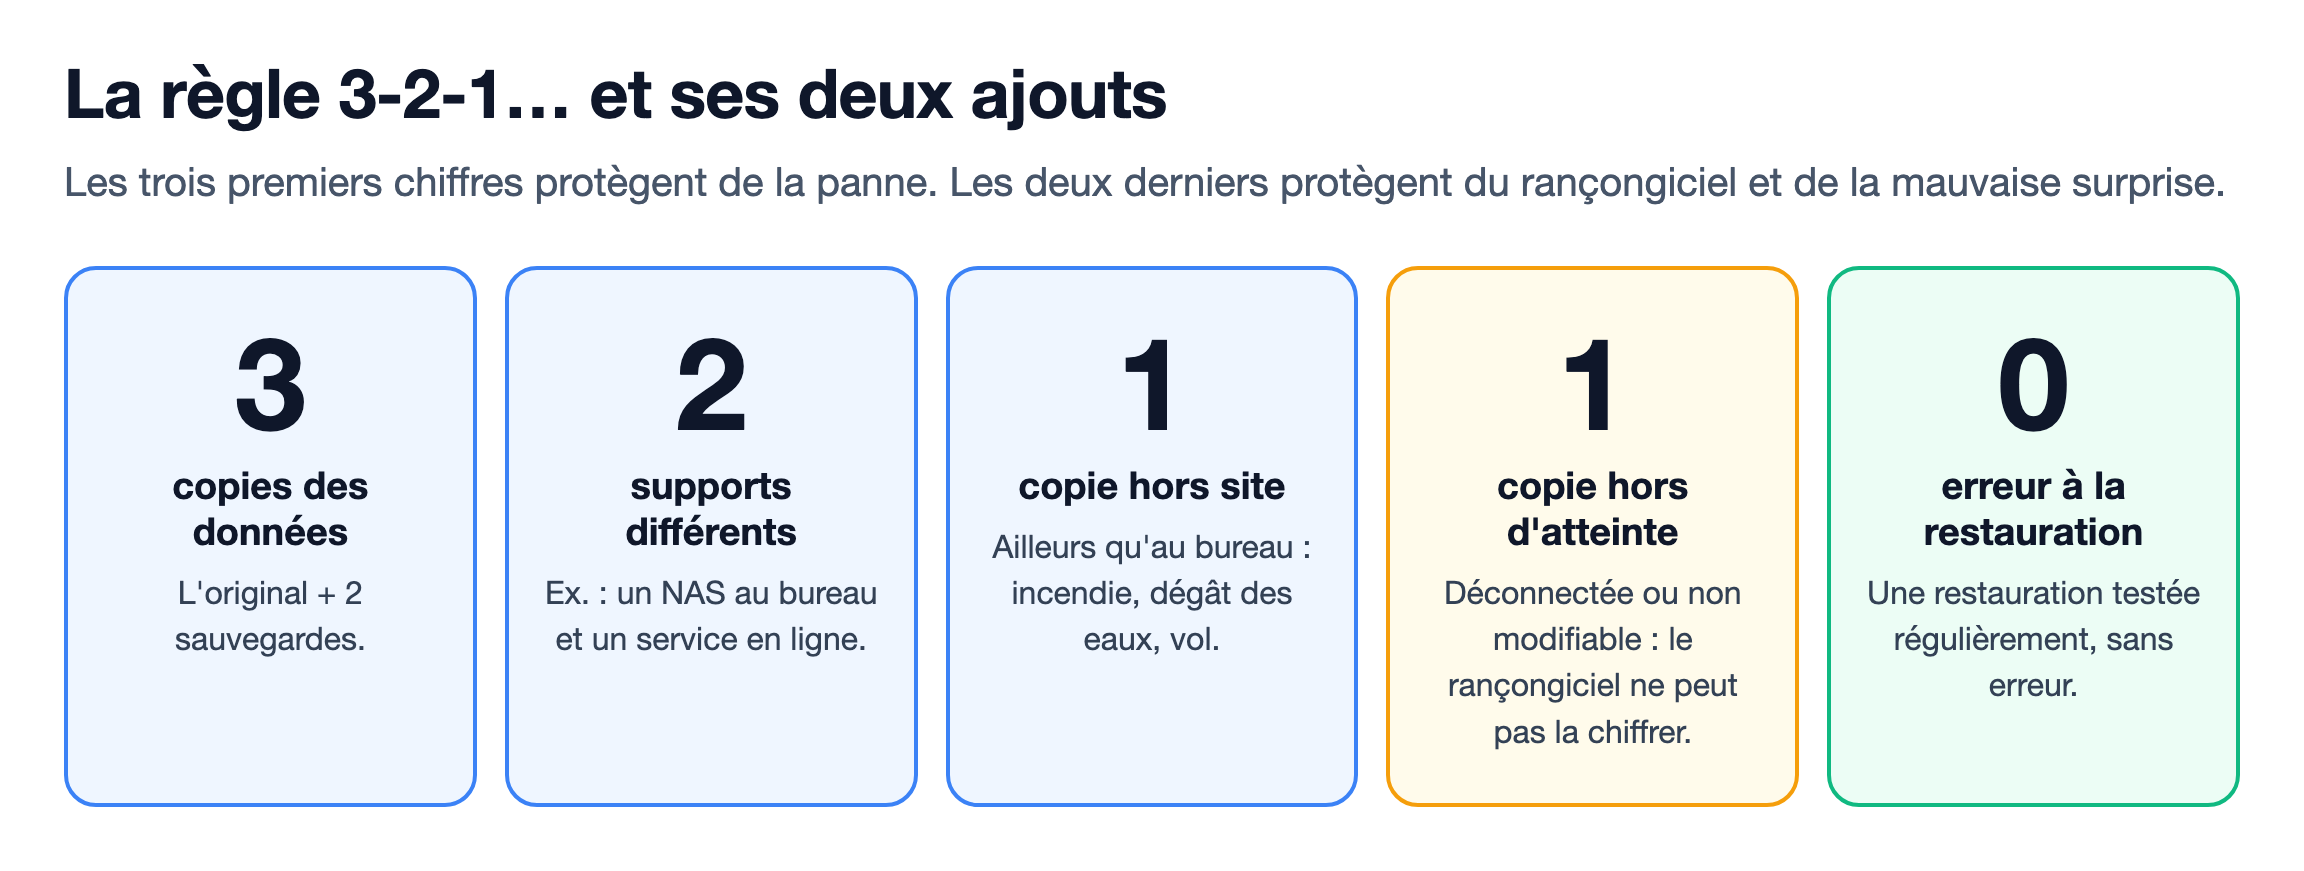 La règle 3-2-1… et ses deux ajouts
Les trois premiers chiffres protègent de la panne. Les deux derniers protègent du rançongiciel et de la mauvaise surprise.
3
copies des
données
L'original + 2
sauvegardes.
2
supports
différents
Ex. : un NAS au bureau
et un service en ligne.
1
copie hors site
Ailleurs qu'au bureau :
incendie, dégât des
eaux, vol.
1
copie hors
d'atteinte
Déconnectée ou non
modifiable : le
rançongiciel ne peut
pas la chiffrer.
0
erreur à la
restauration
Une restauration testée
régulièrement, sans
erreur.